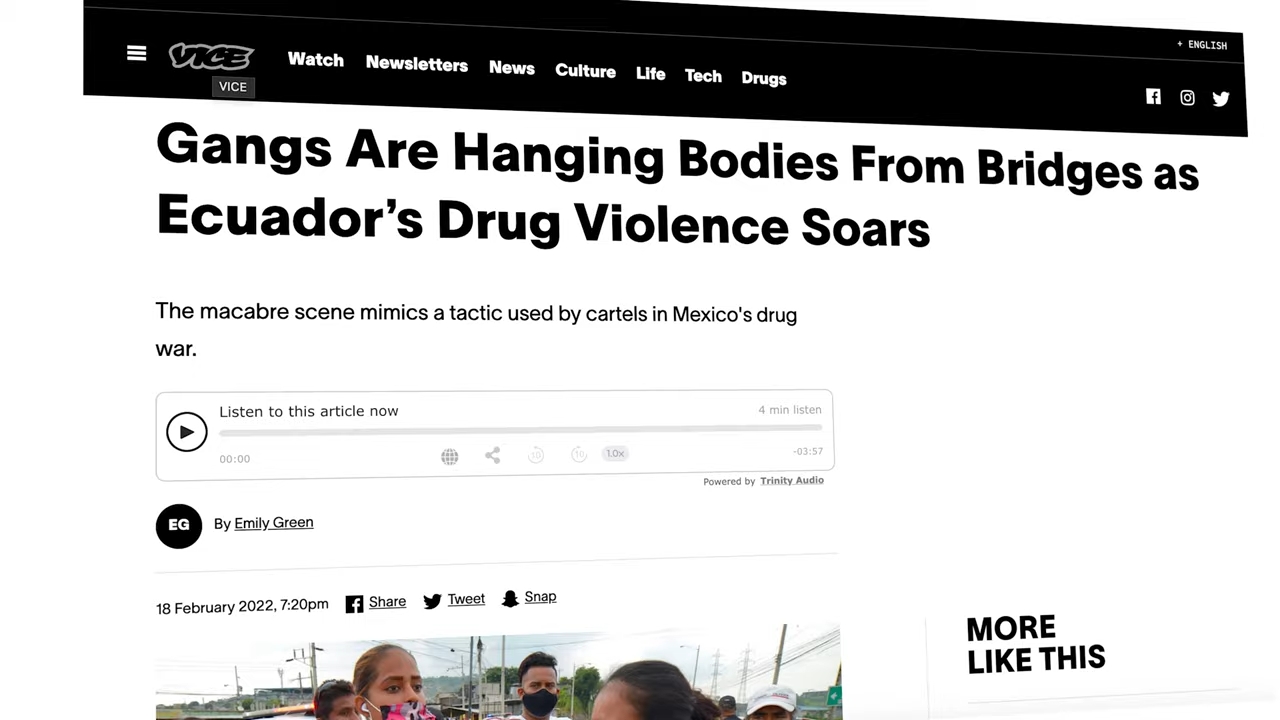 + ENGLISH
VICE
Watch Newsletters News Culture Life Tech Drugs
VICE
Gangs Are Hanging Bodies From Bridges as
Ecuador's Drug Violence Soars
The macabre scene mimics a tactic used by cartels in Mexico's drug
war.
Listen to this article now
4 min listen
00:00
10
10
1.0x
-03:57
Powered by Trinity Audio
EG
By Emily Green
18 February 2022, 7:20pm
Share
Tweet
Snap
MORE
LIKE THIS